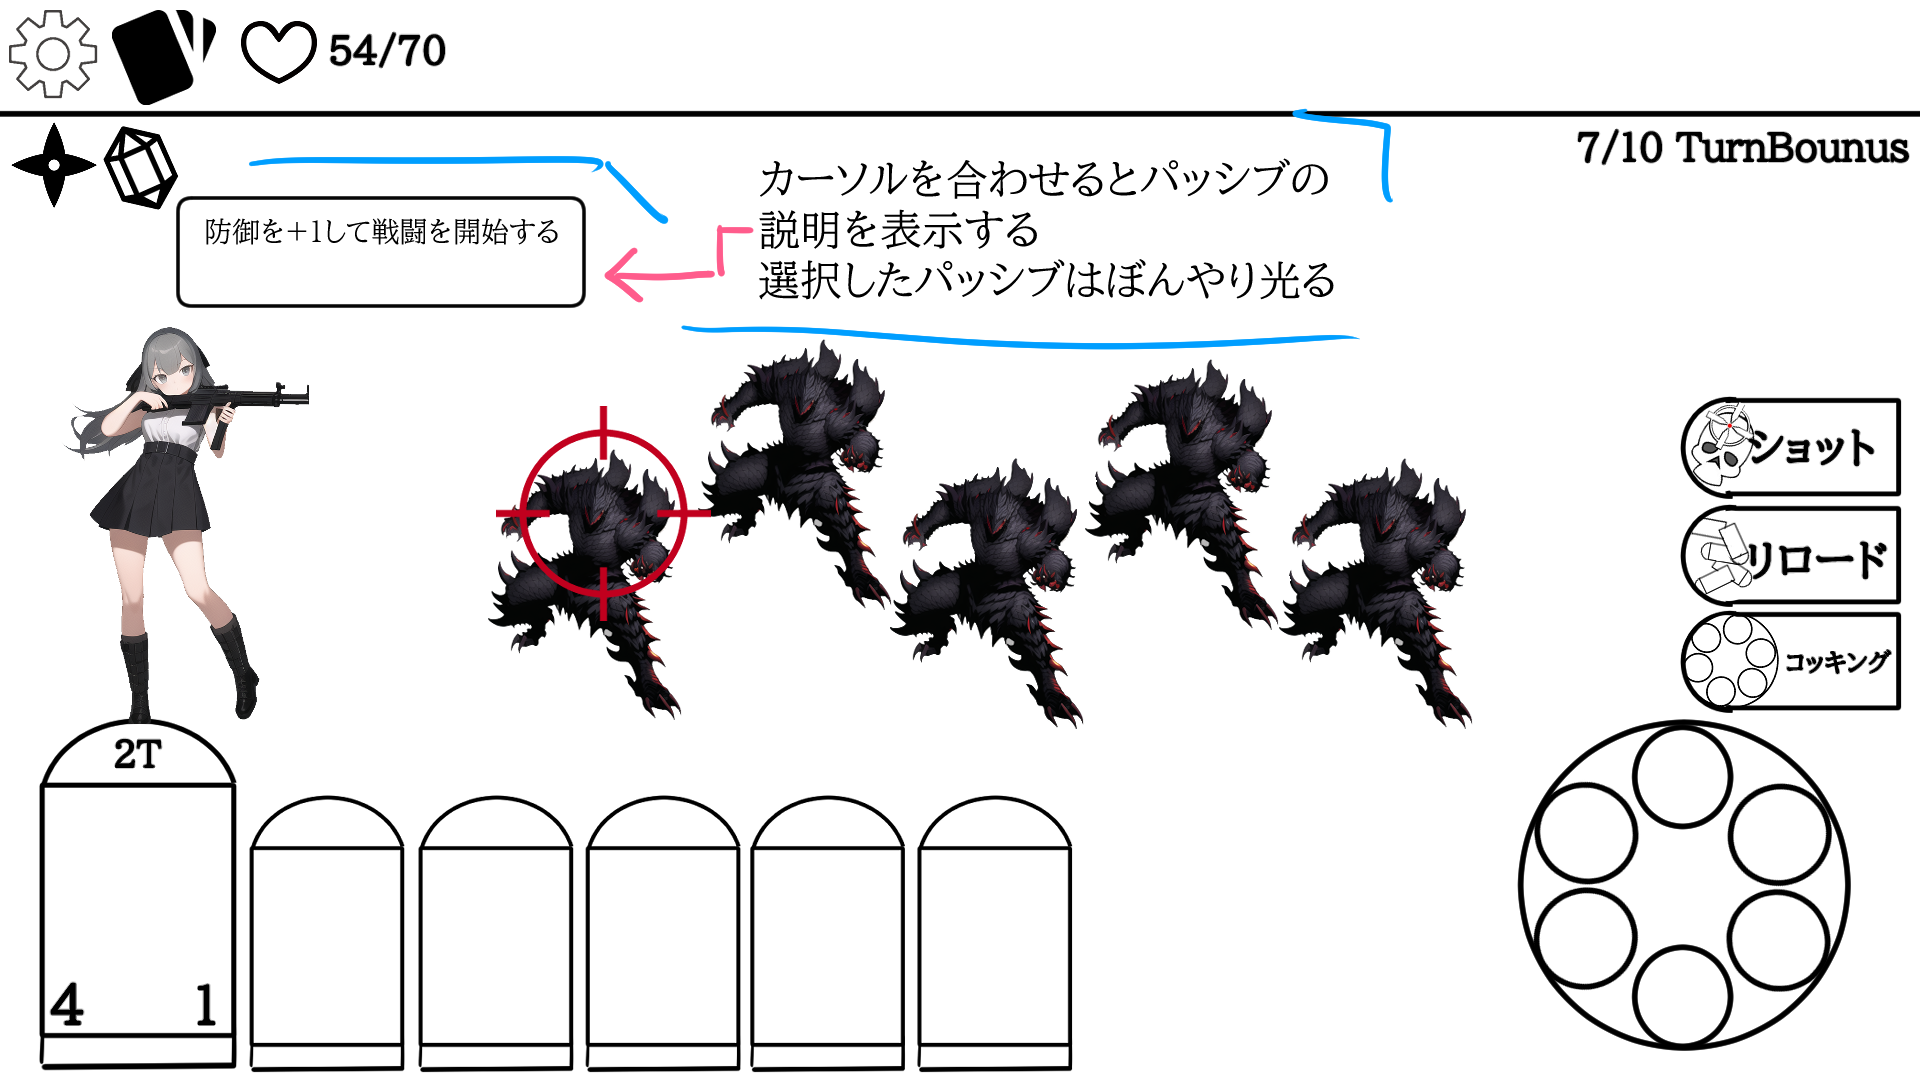 54/70
7/10 TurnBounus
カーソルを合わせるとパッシブの
説明を表示する
選択したパッシブはぼんやり光る
防御を+1して戦闘を開始する
ショット
リロード
コッキング
2T
4
1